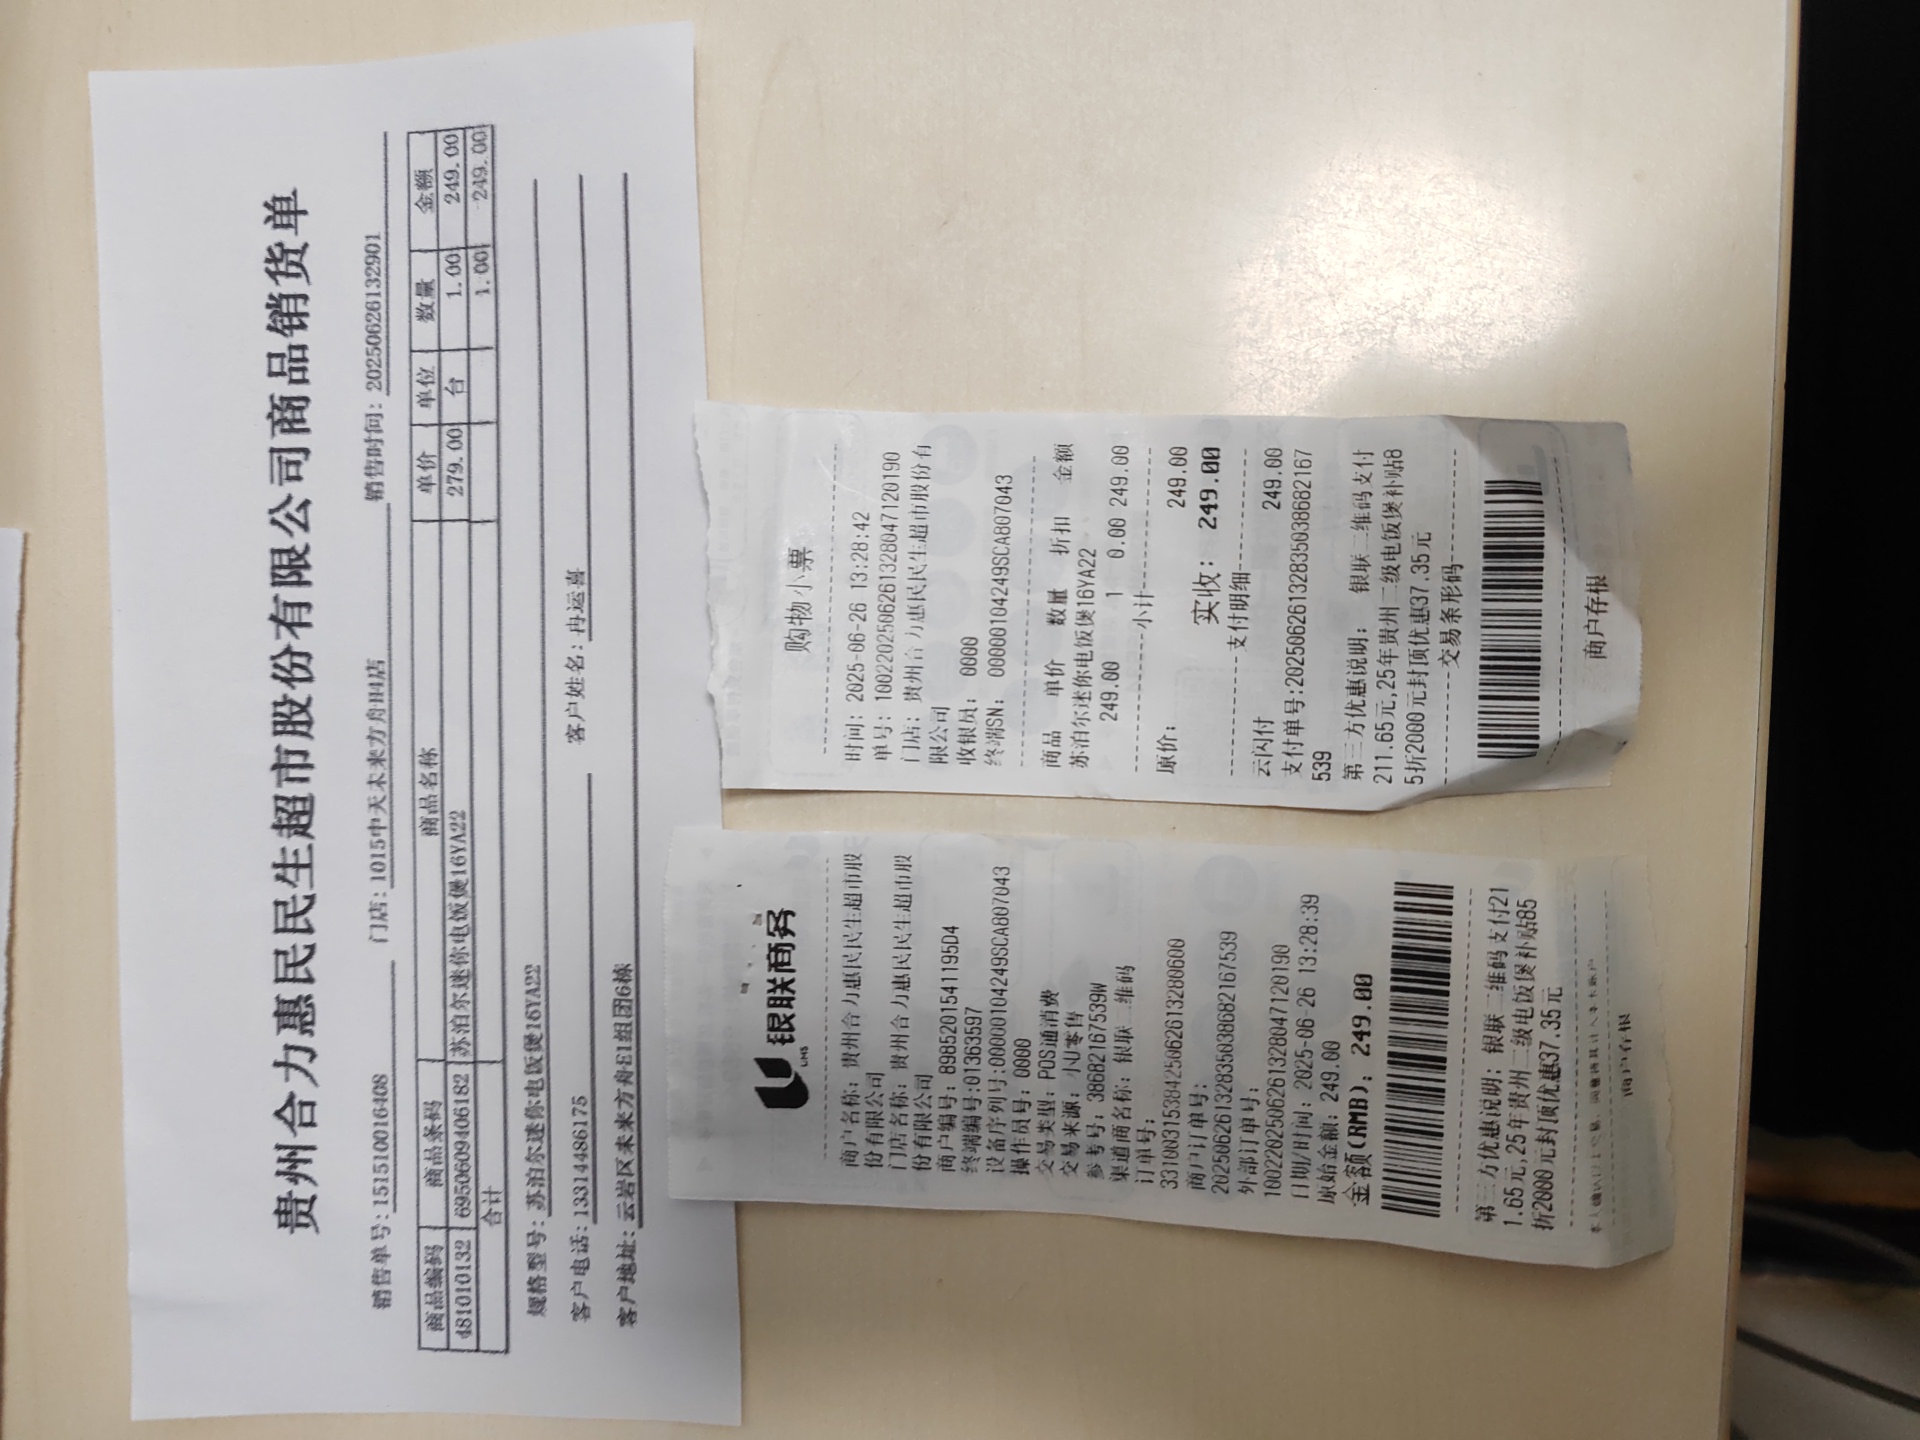 贵州合力惠民民生超市股份有限公司商品销货单
销售单号: 151510016408 门店: 1015中天未来方舟H4店 销售时间: 20250626132901
商品编码 商品条码 商品名称 单价 单位 数量 金额
481010132 6950609406182 苏泊尔迷你电饭煲16YA22 279.00 台 1.00 249.00
合计 1.00 249.00
规格型号: 苏泊尔迷你电饭煲16YA22
客户电话: 13314486175 客户姓名: 冉运喜
客户地址: 云岩区未来方舟E1组团6栋
银联商务
UMS
商户名称: 贵州合力惠民民生超市股
份有限公司
门店名称: 贵州合力惠民民生超市股
份有限公司
商户编号: 8985201541195D4
终端编号:01363597
设备序列号:00000104249SCA807043
操作员号: 0000
交易类型: POS通消费
交易来源: 小U零售
参考号: 38682167539W
渠道商名称: 银联二维码
订单号:
33100315384250626132806​00
商户订单号:
20250626132835038682167539
外部订单号:
10022025062613280471201​90
日期/时间: 2025-06-26 13:28:39
原始金额: 249.00
金额(RMB): 249.00
第三方优惠说明: 银联二维码支付21
1.65元,25年贵州二级电饭煲补贴85
折2000元封顶优惠37.35元
商户存根
购物小票
时间: 2025-06-26 13:28:42
单号: 1002202506261328047120190
门店: 贵州合力惠民民生超市股份有
限公司
收银员: 0000
终端SN: 00000104249SCA807043
商品 单价 数量 折扣 金额
苏泊尔迷你电饭煲16YA22
249.00 1 0.00 249.00
小计
原价: 249.00
实收: 249.00
支付明细
云闪付 249.00
支付单号:20250626132835038682167
539
第三方优惠说明: 银联二维码支付
211.65元,25年贵州二级电饭煲补贴8
5折2000元封顶优惠37.35元
交易条形码
商户存根